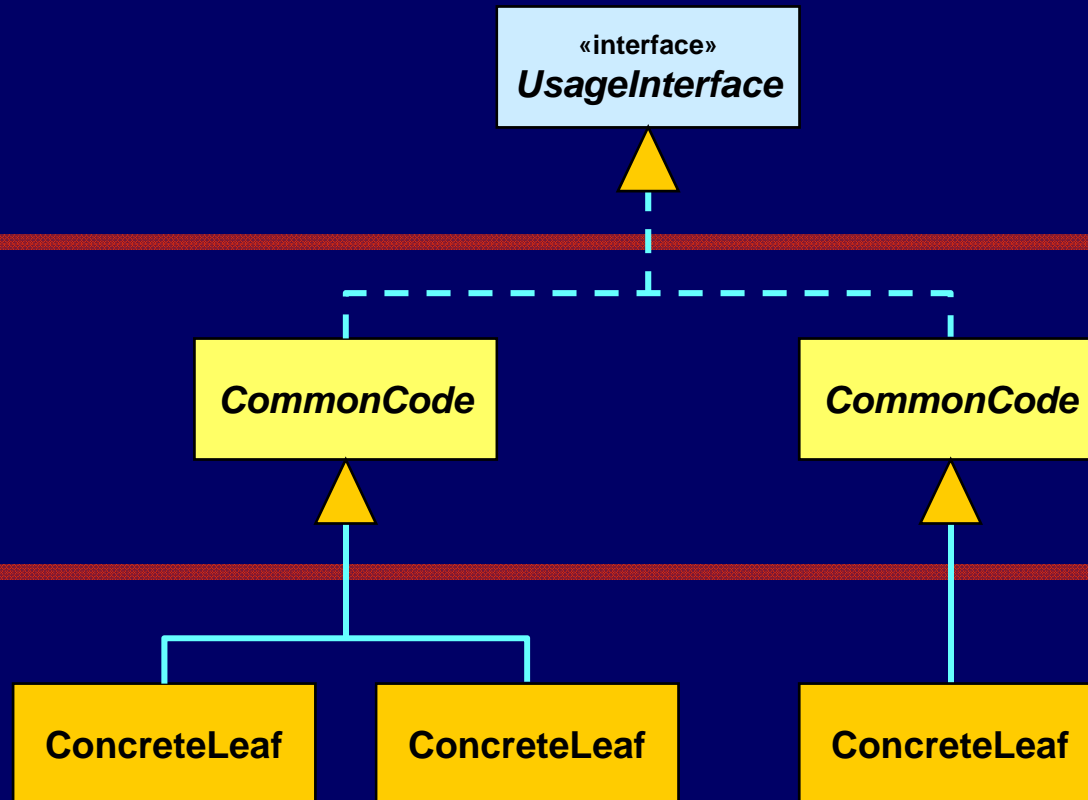 «interface»
UsageInterface
CommonCode
CommonCode
ConcreteLeaf
ConcreteLeaf
ConcreteLeaf